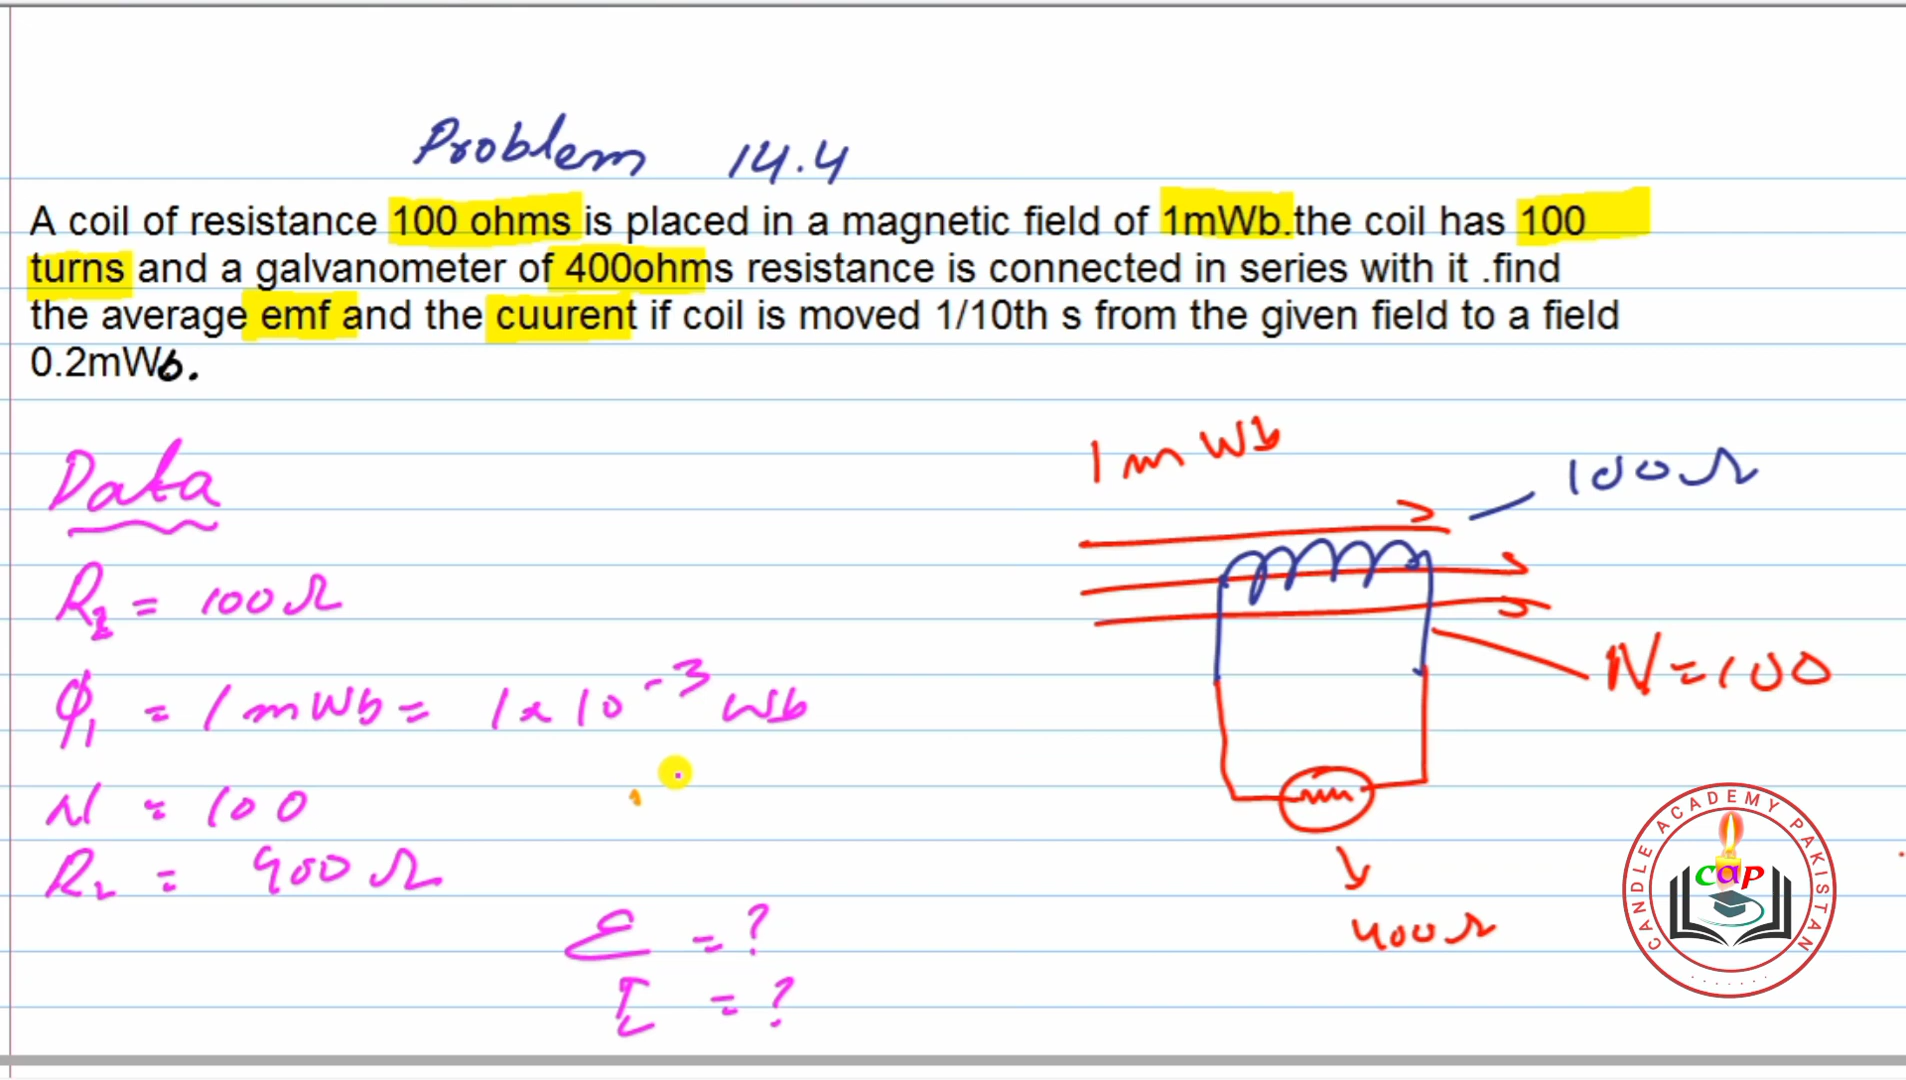 Problem 14.4
A coil of resistance 100 ohms is placed in a magnetic field of 1mWb.the coil has 100
turns and a galvanometer of 400ohms resistance is connected in series with it .find
the average emf and the cuurent if coil is moved 1/10th s from the given field to a field
0.2mWb.
Data
1mWb
100Ω
R₁ = 100Ω
N=100
φ₁ = 1mWb = 1x10⁻³ Wb
N = 100
R₂ = 400Ω
400Ω
ε = ?
I = ?
CANDLE ACADEMY PAKISTAN
cap